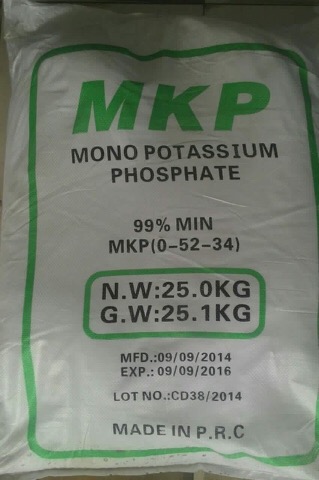 MKP
MONO POTASSIUM
PHOSPHATE
99% MIN
MKP(0-52-34)
N.W:25.0KG
G.W:25.1KG
MFD.:09/09/2014
EXP.: 09/09/2016
LOT NO.:CD38/2014
MADE IN P.R.C